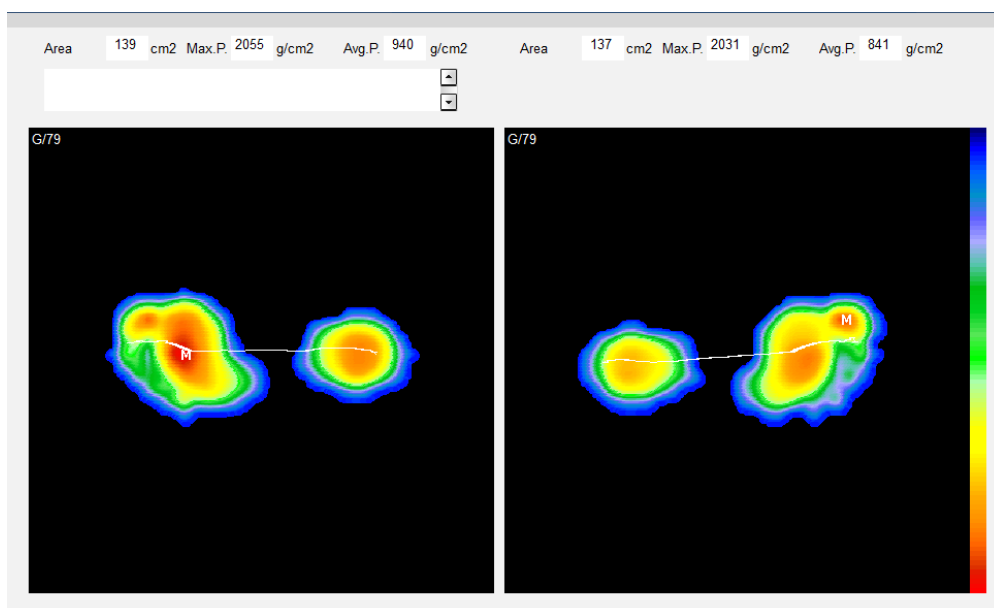 Area 139 cm2 Max.P. 2055 g/cm2 Avg.P. 940 g/cm2 Area 137 cm2 Max.P. 2031 g/cm2 Avg.P. 841 g/cm2
G/79 G/79
M
M